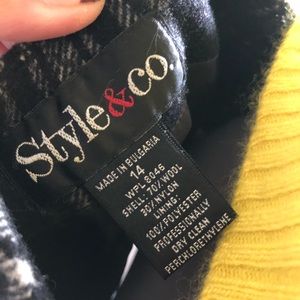 Style&co.
MADE IN BULGARIA
14
WPL 8046
SHELL: 70/WOOL
30/NYLON
LINING:
100%POLYESTER
PROFESSIONALLY
DRY CLEAN
PERCHLORETHYLENE